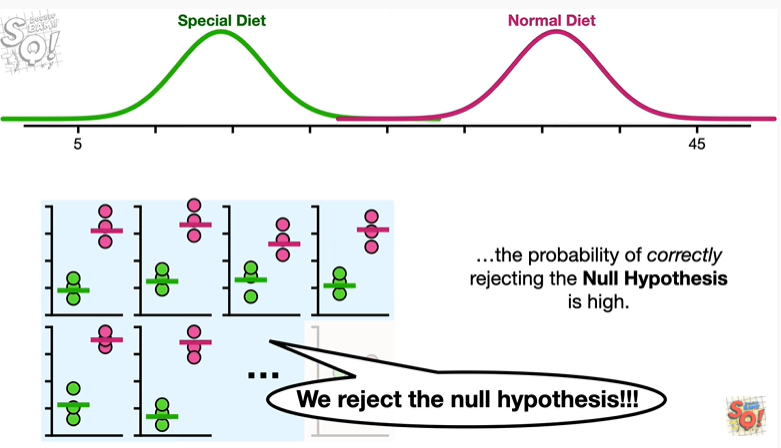 Special Diet
Normal Diet
5
45
...the probability of correctly
rejecting the Null Hypothesis
is high.
...
We reject the null hypothesis!!!
SQ!